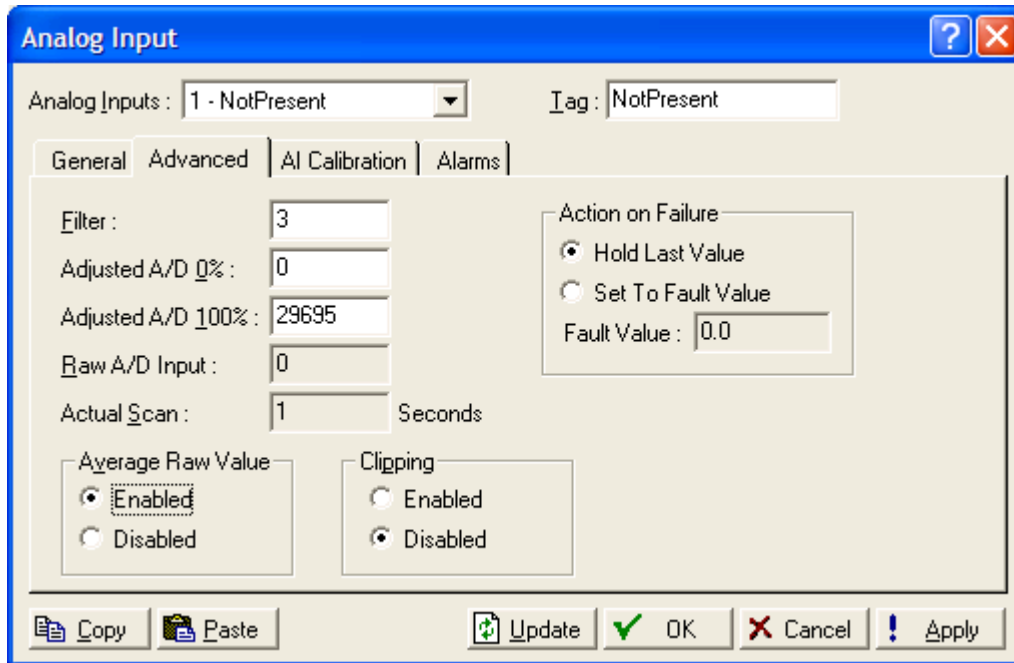 Analog Input
Analog Inputs : 1 - NotPresent Tag : NotPresent
General Advanced AI Calibration Alarms
Filter : 3
Adjusted A/D 0% : 0
Adjusted A/D 100% : 29695
Raw A/D Input : 0
Actual Scan : 1 Seconds
Action on Failure
Hold Last Value
Set To Fault Value
Fault Value : 0.0
Average Raw Value
Enabled
Disabled
Clipping
Enabled
Disabled
Copy Paste Update OK Cancel Apply